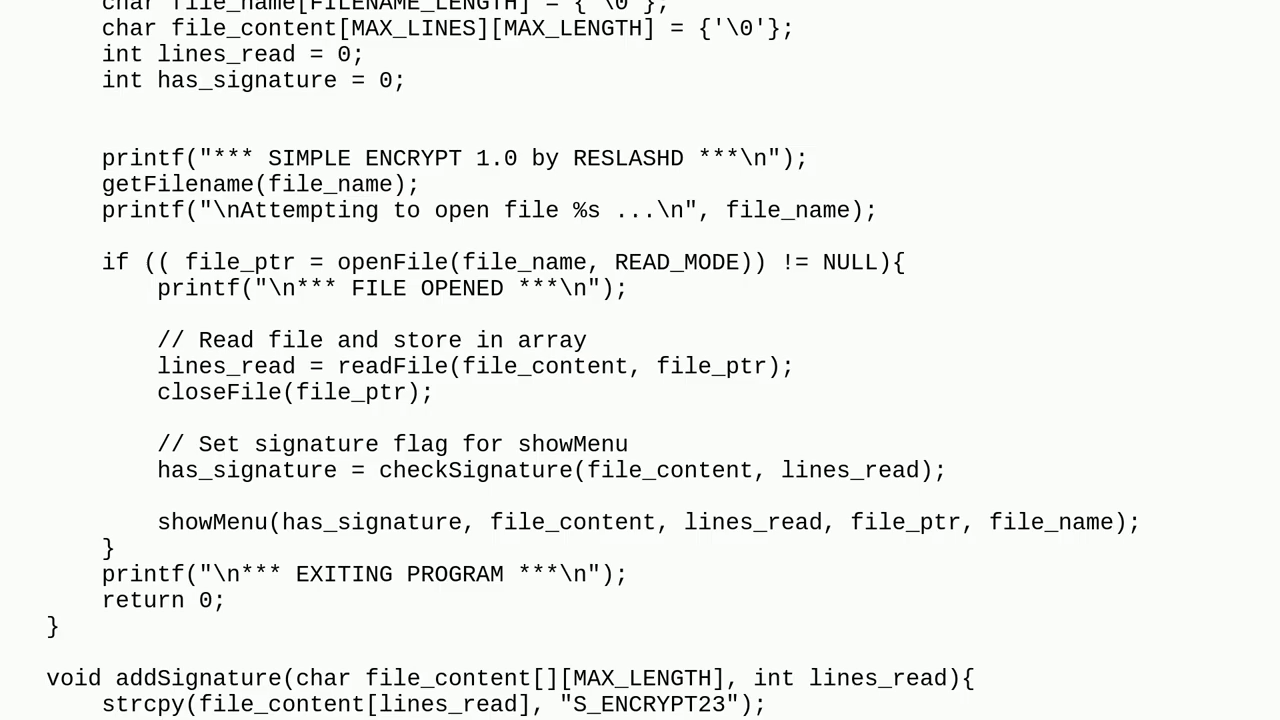 char file_name[FILENAME_LENGTH] = {'\0'};
char file_content[MAX_LINES][MAX_LENGTH] = {'\0'};
int lines_read = 0;
int has_signature = 0;
printf("*** SIMPLE ENCRYPT 1.0 by RESLASHD ***\n");
getFilename(file_name);
printf("\nAttempting to open file %s ...\n", file_name);
if (( file_ptr = openFile(file_name, READ_MODE)) != NULL){
printf("\n*** FILE OPENED ***\n");
// Read file and store in array
lines_read = readFile(file_content, file_ptr);
closeFile(file_ptr);
// Set signature flag for showMenu
has_signature = checkSignature(file_content, lines_read);
showMenu(has_signature, file_content, lines_read, file_ptr, file_name);
}
printf("\n*** EXITING PROGRAM ***\n");
return 0;
}
void addSignature(char file_content[][MAX_LENGTH], int lines_read){
strcpy(file_content[lines_read], "S_ENCRYPT23");